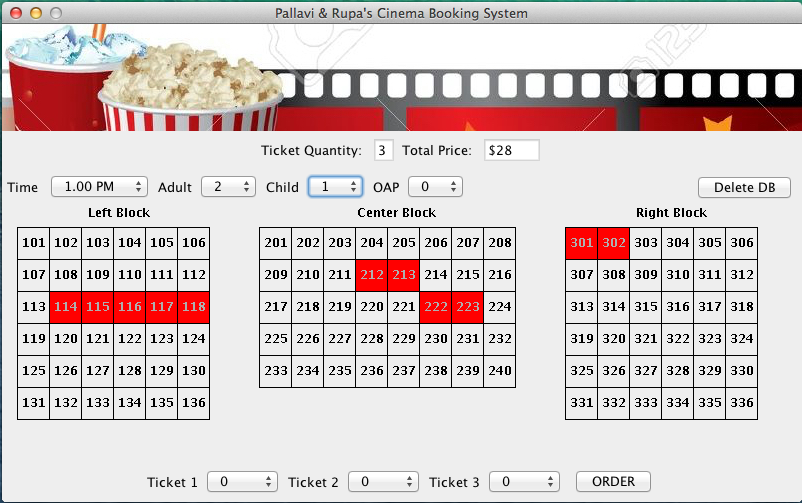 Pallavi & Rupa's Cinema Booking System
123
Ticket Quantity: 3 Total Price: $28
Time 1.00 PM Adult 2 Child 1 OAP 0 Delete DB
Left Block Center Block Right Block
101 102 103 104 105 106 201 202 203 204 205 206 207 208 301 302 303 304 305 306
107 108 109 110 111 112 209 210 211 212 213 214 215 216 307 308 309 310 311 312
113 114 115 116 117 118 217 218 219 220 221 222 223 224 313 314 315 316 317 318
119 120 121 122 123 124 225 226 227 228 229 230 231 232 319 320 321 322 323 324
125 126 127 128 129 130 233 234 235 236 237 238 239 240 325 326 327 328 329 330
131 132 133 134 135 136 331 332 333 334 335 336
Ticket 1 0 Ticket 2 0 Ticket 3 0 ORDER